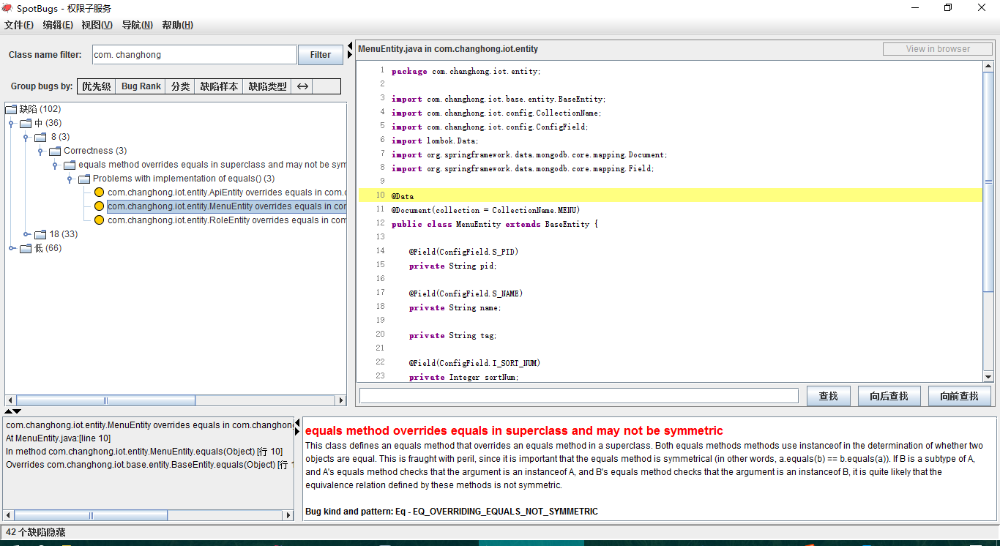 SpotBugs - 权限子服务
文件(F) 编辑(E) 视图(V) 导航(N) 帮助(H)
Class name filter: com. changhong Filter
Group bugs by: 优先级 Bug Rank 分类 缺陷样本 缺陷类型 ↔
缺陷 (102)
中 (36)
8 (3)
Correctness (3)
equals method overrides equals in superclass and may not be sym
Problems with implementation of equals() (3)
com.changhong.iot.entity.ApiEntity overrides equals in com.c
com.changhong.iot.entity.MenuEntity overrides equals in cor
com.changhong.iot.entity.RoleEntity overrides equals in com
18 (33)
低 (66)
MenuEntity.java in com.changhong.iot.entity View in browser
1 package com.changhong.iot.entity;
2
3 import com.changhong.iot.base.entity.BaseEntity;
4 import com.changhong.iot.config.CollectionName;
5 import com.changhong.iot.config.ConfigField;
6 import lombok.Data;
7 import org.springframework.data.mongodb.core.mapping.Document;
8 import org.springframework.data.mongodb.core.mapping.Field;
9
10 @Data
11 @Document(collection = CollectionName.MENU)
12 public class MenuEntity extends BaseEntity {
13
14 @Field(ConfigField.S_PID)
15 private String pid;
16
17 @Field(ConfigField.S_NAME)
18 private String name;
19
20 private String tag;
21
22 @Field(ConfigField.I_SORT_NUM)
23 private Integer sortNum;
查找 向后查找 向前查找
com.changhong.iot.entity.MenuEntity overrides equals in com.changhong
At MenuEntity.java:[line 10]
In method com.changhong.iot.entity.MenuEntity.equals(Object) [行 10]
Overrides com.changhong.iot.base.entity.BaseEntity.equals(Object) [行 1
equals method overrides equals in superclass and may not be symmetric
This class defines an equals method that overrides an equals method in a superclass. Both equals methods methods use instanceof in the determination of whether two
objects are equal. This is fraught with peril, since it is important that the equals method is symmetrical (in other words, a.equals(b) == b.equals(a)). If B is a subtype of A,
and A's equals method checks that the argument is an instanceof A, and B's equals method checks that the argument is an instanceof B, it is quite likely that the
equivalence relation defined by these methods is not symmetric.
Bug kind and pattern: Eq - EQ_OVERRIDING_EQUALS_NOT_SYMMETRIC
42 个缺陷隐藏